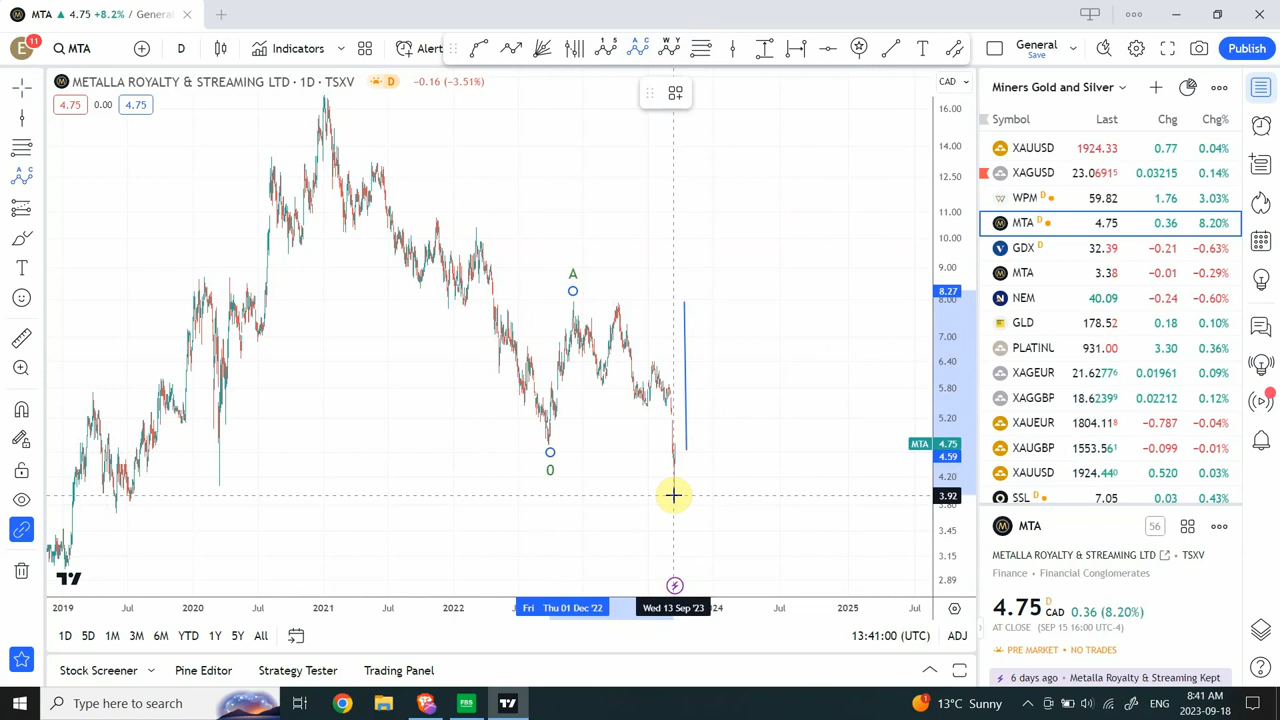 MTA ▲ 4.75 +8.2% / General
E 11 MTA D Indicators Alert General Save Publish
METALLA ROYALTY & STREAMING LTD · 1D · TSXV D −0.16 (−3.51%)
4.75 0.00 4.75
CAD
16.00
14.00
12.50
11.00
10.00
9.00
8.27
8.00
7.00
6.40
5.80
5.20
MTA 4.75
4.59
4.20
3.92
3.80
3.45
3.15
2.89
A
0
2019 Jul 2020 Jul 2021 Jul 2022 Fri Thu 01 Dec '22 Wed 13 Sep '23 24 Jul 2025 Jul
1D 5D 1M 3M 6M YTD 1Y 5Y All 13:41:00 (UTC) ADJ
Stock Screener Pine Editor Strategy Tester Trading Panel
Miners Gold and Silver
Symbol Last Chg Chg%
XAUUSD 1924.33 0.77 0.04%
XAGUSD 23.0691⁵ 0.03215 0.14%
WPM D 59.82 1.76 3.03%
MTA D 4.75 0.36 8.20%
GDX D 32.39 −0.21 −0.63%
MTA 3.38 −0.01 −0.29%
NEM 40.09 −0.24 −0.60%
GLD 178.52 0.18 0.10%
PLATINU 931.00 3.30 0.36%
XAGEUR 21.6277⁶ 0.01961 0.09%
XAGGBP 18.6239⁹ 0.02212 0.12%
XAUEUR 1804.11⁸ −0.787 −0.04%
XAUGBP 1553.56¹ −0.099 −0.01%
XAUUSD 1924.44⁰ 0.520 0.03%
SSL D 7.05 0.03 0.43%
MTA 56
METALLA ROYALTY & STREAMING LTD · TSXV
Finance · Financial Conglomerates
4.75 D CAD 0.36 (8.20%)
AT CLOSE (SEP 15 16:00 UTC-4)
PRE MARKET • NO TRADES
6 days ago · Metalla Royalty & Streaming Kept
Type here to search FBS 1 13°C Sunny 8:41 AM
2023-09-18